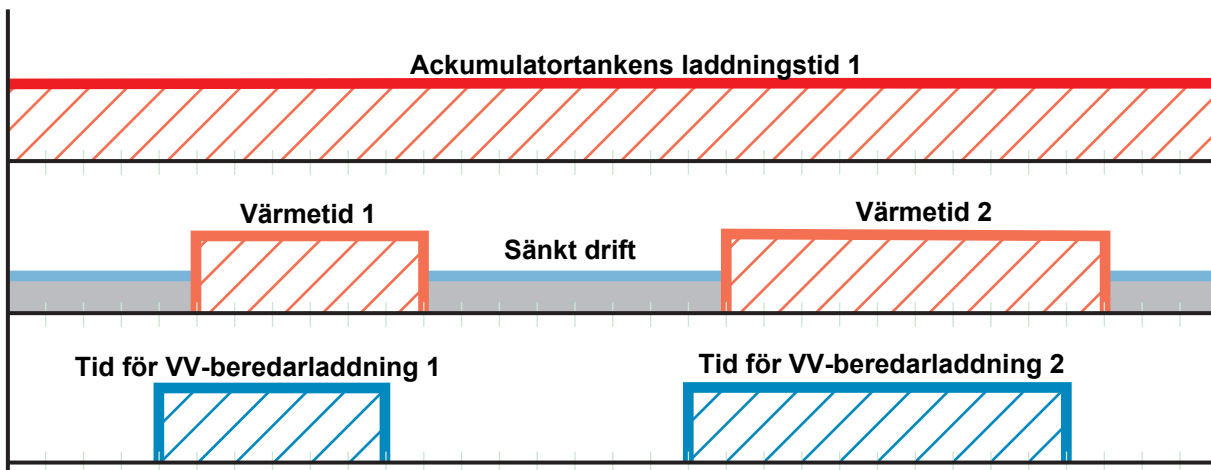 Ackumulatortankens laddningstid 1
Värmetid 1
Värmetid 2
Sänkt drift
Tid för VV-beredarladdning 1
Tid för VV-beredarladdning 2